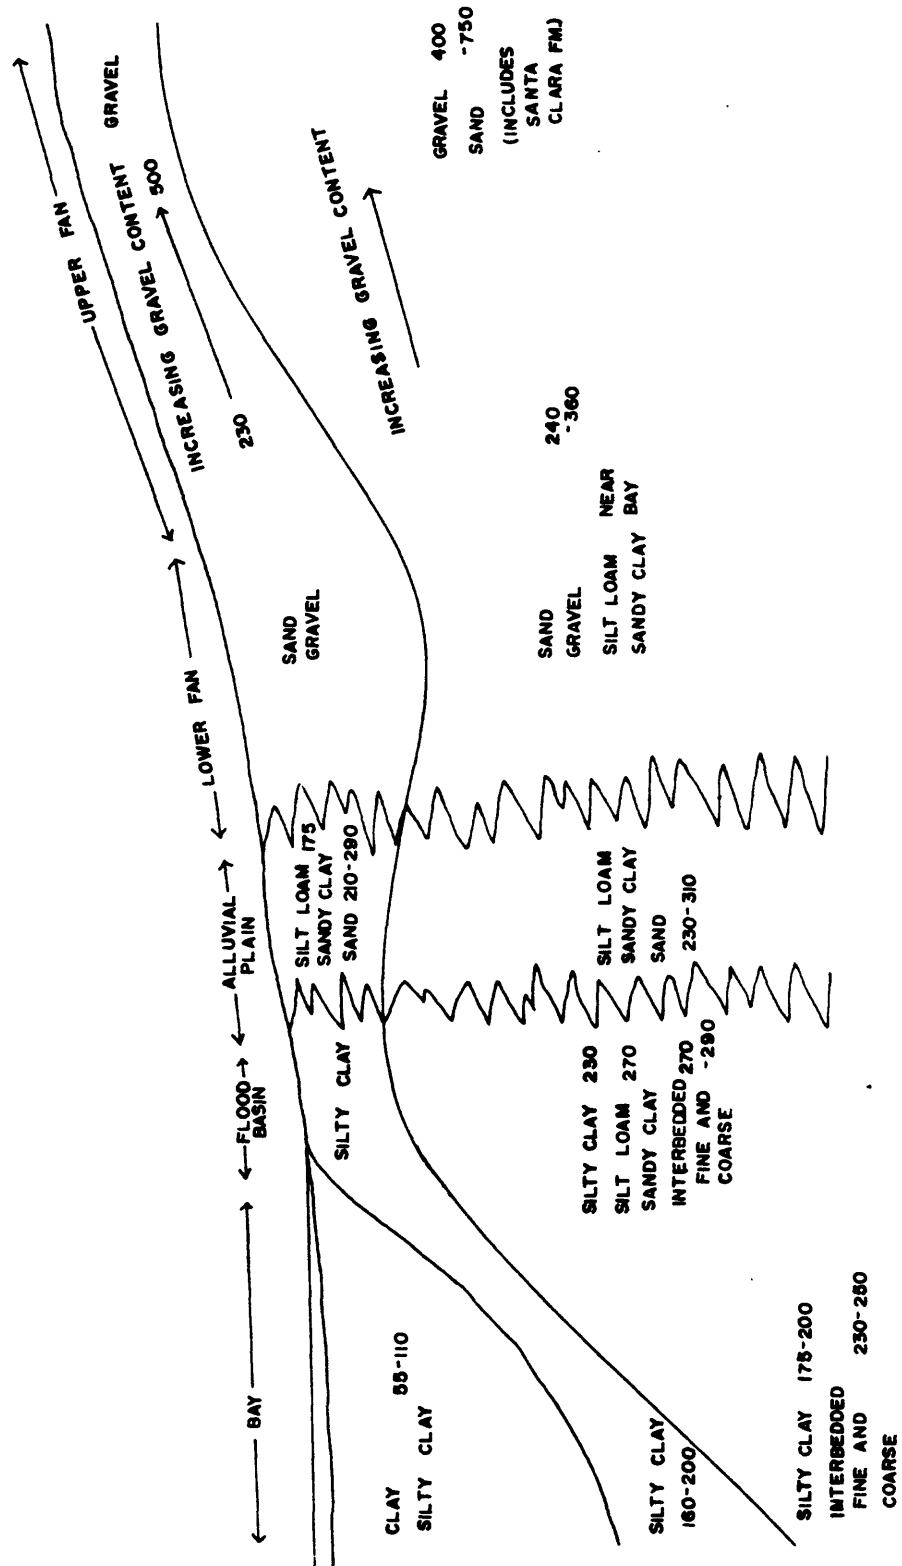 BAY
FLOOD
BASIN
ALLUVIAL
PLAIN
LOWER FAN
UPPER FAN
CLAY 55-110
SILTY CLAY
SILTY CLAY
160-200
SILTY CLAY 175-200
INTERBEDDED
FINE AND 230-250
COARSE
SILTY CLAY
SILTY CLAY 230
SILT LOAM 270
SANDY CLAY
INTERBEDDED 270
FINE AND -290
COARSE
SILT LOAM 175
SANDY CLAY
SAND 210-290
SILT LOAM
SANDY CLAY
SAND
230-310
SAND
GRAVEL
SAND 240
GRAVEL -360
SILT LOAM NEAR
SANDY CLAY BAY
INCREASING GRAVEL CONTENT
230 500
GRAVEL
INCREASING GRAVEL CONTENT
GRAVEL 400
SAND -750
(INCLUDES
SANTA
CLARA FM)